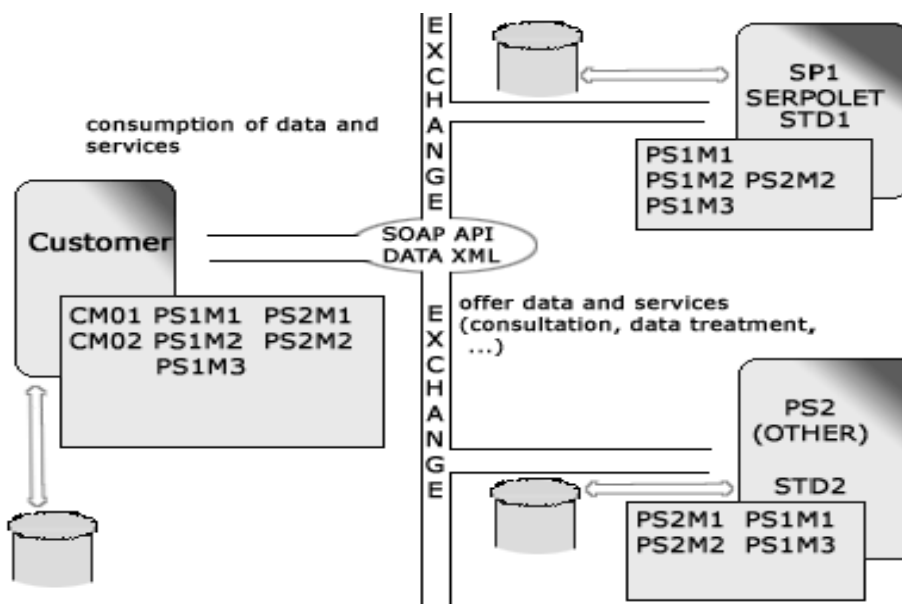 EXCHANGE
consumption of data and
services
Customer
CM01 PS1M1 PS2M1
CM02 PS1M2 PS2M2
PS1M3
SOAP API
DATA XML
SP1
SERPOLET
STD1
PS1M1
PS1M2 PS2M2
PS1M3
offer data and services
(consultation, data treatment,
...)
EXCHANGE
PS2
(OTHER)
STD2
PS2M1 PS1M1
PS2M2 PS1M3